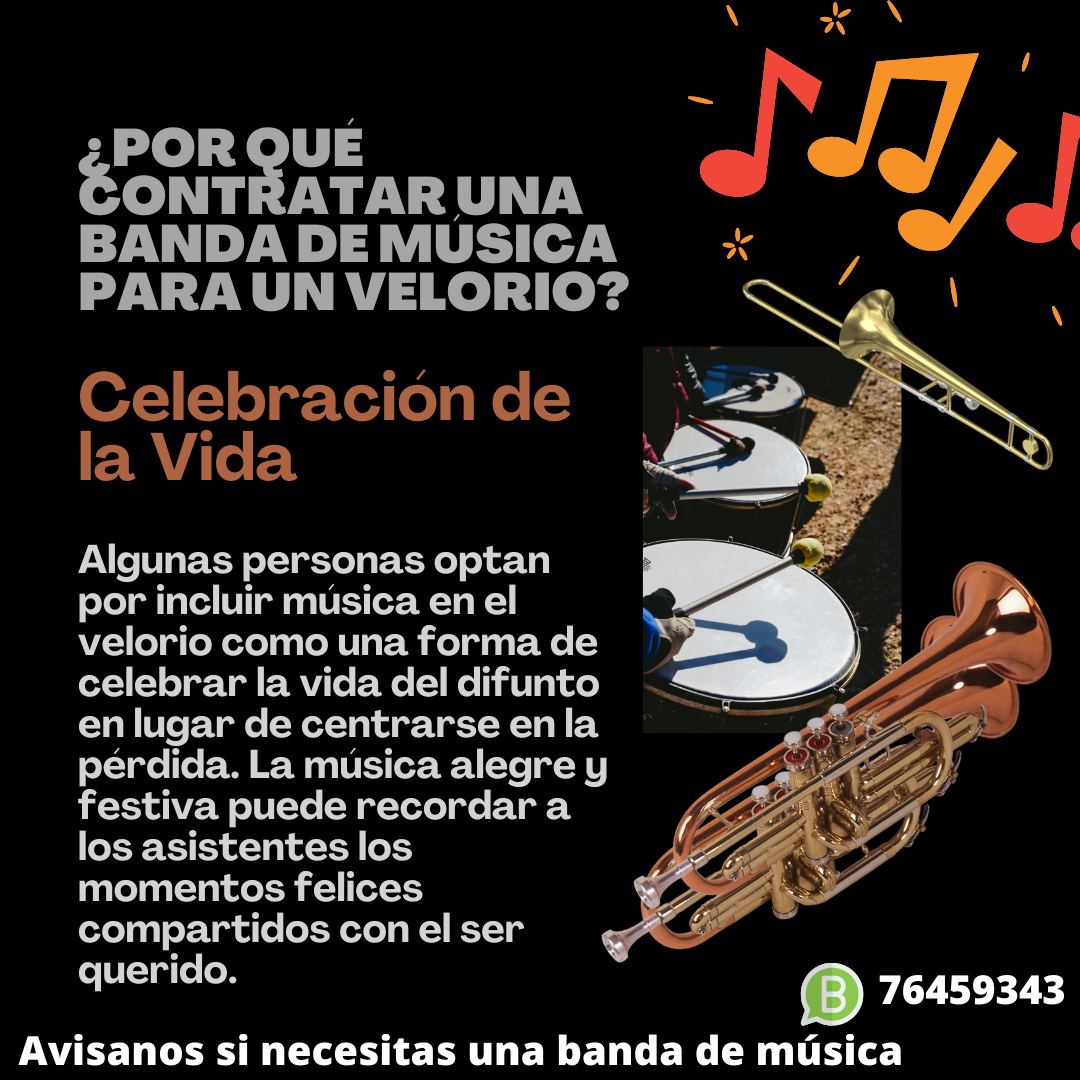 ¿POR QUÉ
CONTRATAR UNA
BANDA DE MÚSICA
PARA UN VELORIO?
Celebración de
la Vida
Algunas personas optan
por incluir música en el
velorio como una forma de
celebrar la vida del difunto
en lugar de centrarse en la
pérdida. La música alegre y
festiva puede recordar a
los asistentes los
momentos felices
compartidos con el ser
querido.
B 76459343
Avisanos si necesitas una banda de música